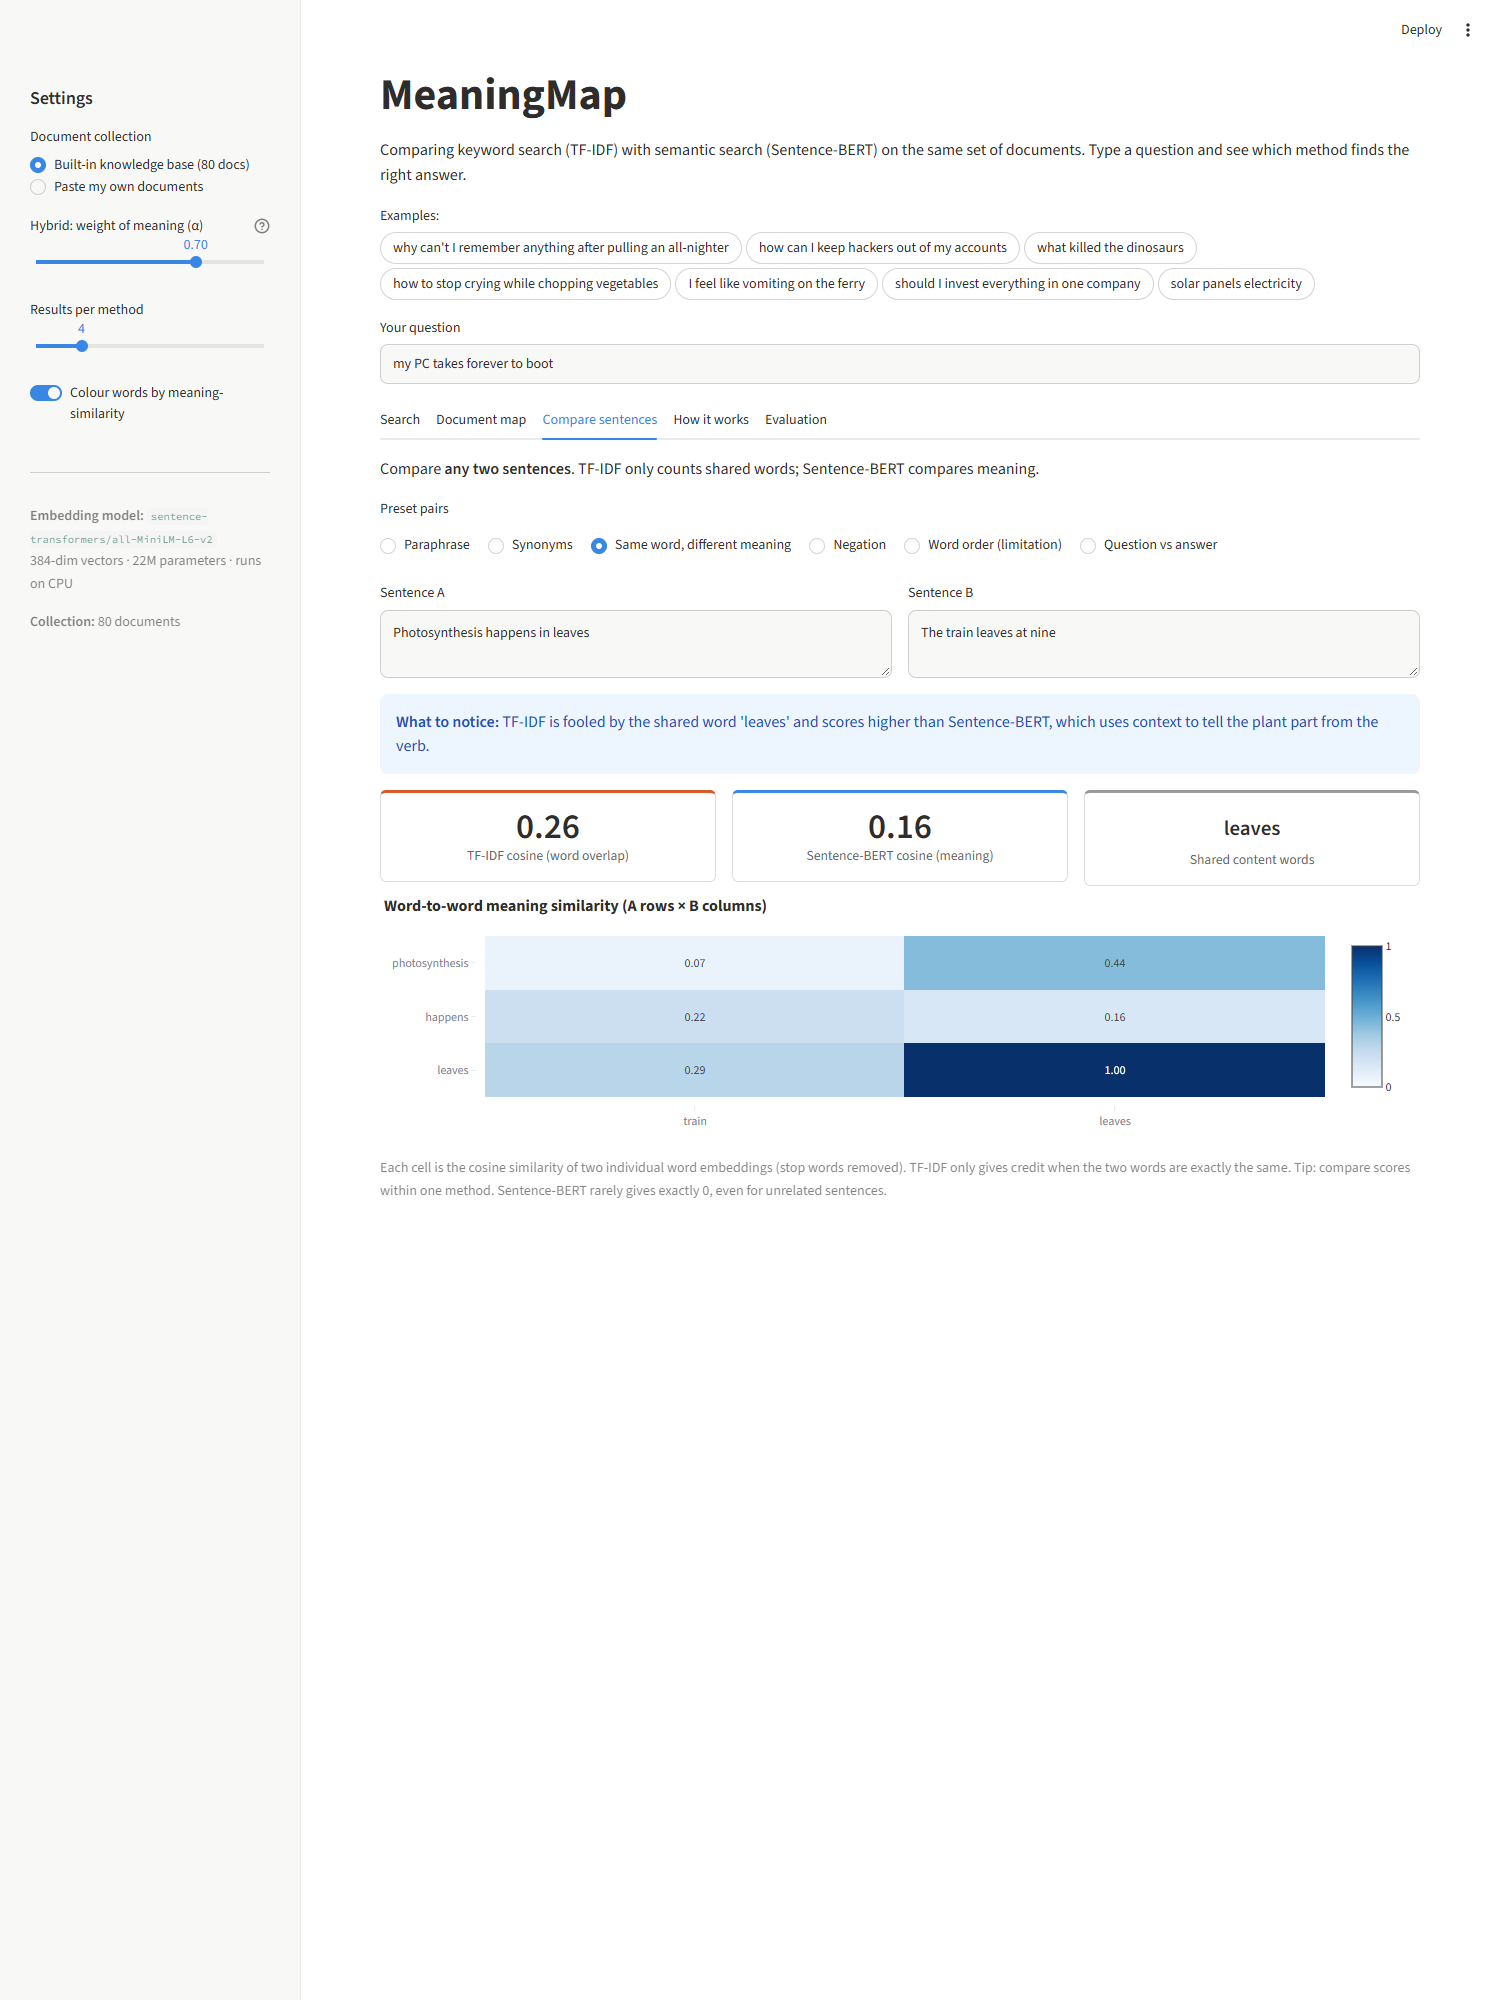 Deploy
Settings
Document collection
Built-in knowledge base (80 docs)
Paste my own documents
Hybrid: weight of meaning (α)
0.70
Results per method
4
Colour words by meaning-
similarity
Embedding model: sentence-
transformers/all-MiniLM-L6-v2
384-dim vectors · 22M parameters · runs
on CPU
Collection: 80 documents
MeaningMap
Comparing keyword search (TF-IDF) with semantic search (Sentence-BERT) on the same set of documents. Type a question and see which method finds the
right answer.
Examples:
why can't I remember anything after pulling an all-nighter
how can I keep hackers out of my accounts
what killed the dinosaurs
how to stop crying while chopping vegetables
I feel like vomiting on the ferry
should I invest everything in one company
solar panels electricity
Your question
my PC takes forever to boot
Search
Document map
Compare sentences
How it works
Evaluation
Compare any two sentences. TF-IDF only counts shared words; Sentence-BERT compares meaning.
Preset pairs
Paraphrase
Synonyms
Same word, different meaning
Negation
Word order (limitation)
Question vs answer
Sentence A
Photosynthesis happens in leaves
Sentence B
The train leaves at nine
What to notice: TF-IDF is fooled by the shared word 'leaves' and scores higher than Sentence-BERT, which uses context to tell the plant part from the
verb.
0.26
TF-IDF cosine (word overlap)
0.16
Sentence-BERT cosine (meaning)
leaves
Shared content words
Word-to-word meaning similarity (A rows × B columns)
photosynthesis 0.07 0.44
happens 0.22 0.16
leaves 0.29 1.00
train leaves
1
0.5
0
Each cell is the cosine similarity of two individual word embeddings (stop words removed). TF-IDF only gives credit when the two words are exactly the same. Tip: compare scores
within one method. Sentence-BERT rarely gives exactly 0, even for unrelated sentences.